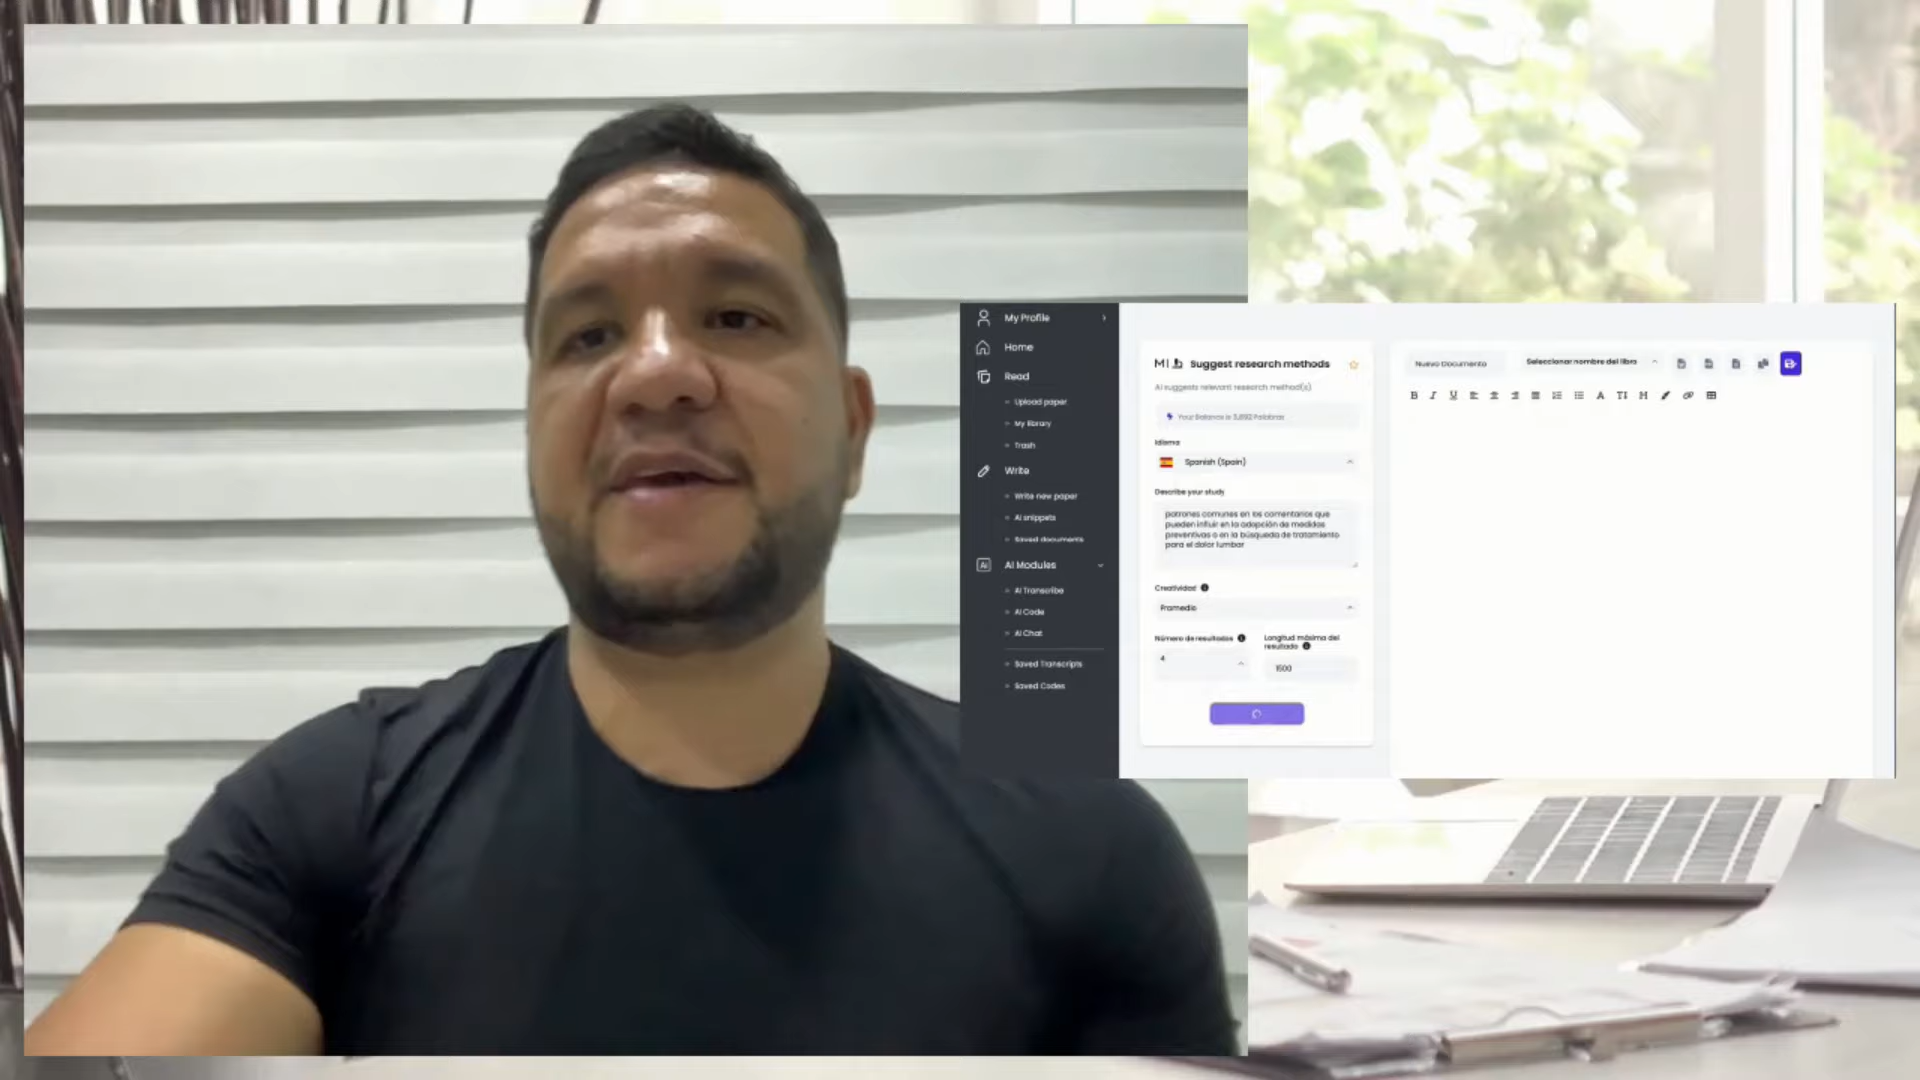 My Profile
Home
Read
Upload paper
My library
Trash
Write
Write new paper
AI snippets
Saved documents
AI Modules
AI Transcribe
AI Code
AI Chat
Saved Transcripts
Saved Codes
Suggest research methods
AI suggests relevant research method(s)
Your Balance is Palabras
Idioma
Spanish (Spain)
Describe your study
patrones comunes en los comentarios que
pueden influir en la adopción de medidas
preventivas o en la búsqueda de tratamiento
para el dolor lumbar
Creatividad
Promedio
Número de resultados
4
Longitud máxima del
resultado
1500
Nuevo Documento
Seleccionar nombre del libro
B I U
A
H